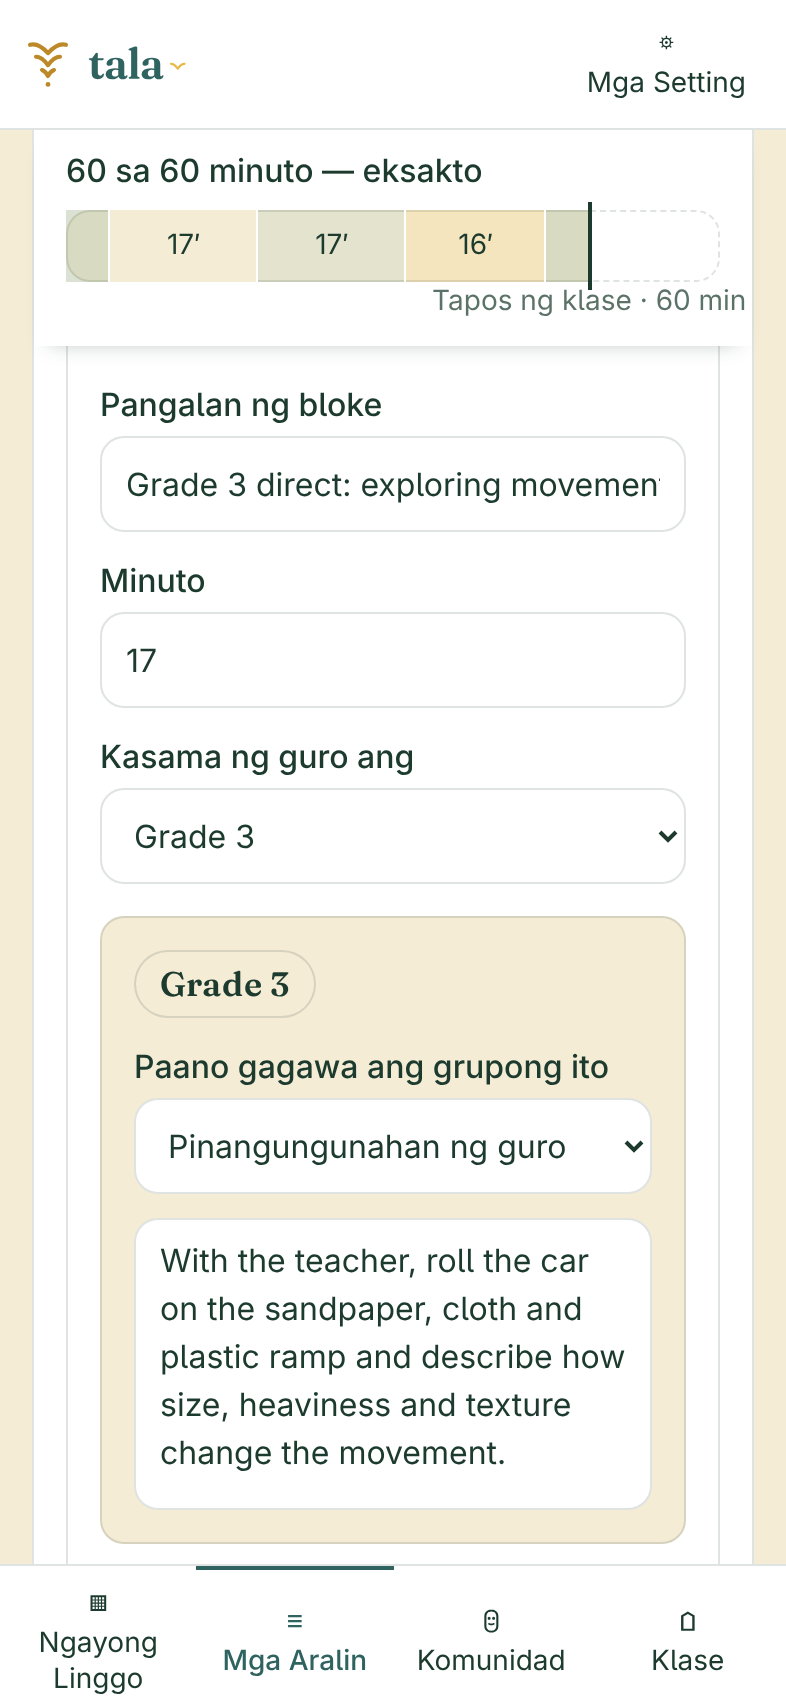 tala
Mga Setting
60 sa 60 minuto — eksakto
17′ 17′ 16′
Tapos ng klase · 60 min
Pangalan ng bloke
Grade 3 direct: exploring movement
Minuto
17
Kasama ng guro ang
Grade 3
Grade 3
Paano gagawa ang grupong ito
Pinangungunahan ng guro
With the teacher, roll the car
on the sandpaper, cloth and
plastic ramp and describe how
size, heaviness and texture
change the movement.
Ngayong
Linggo
Mga Aralin
Komunidad
Klase